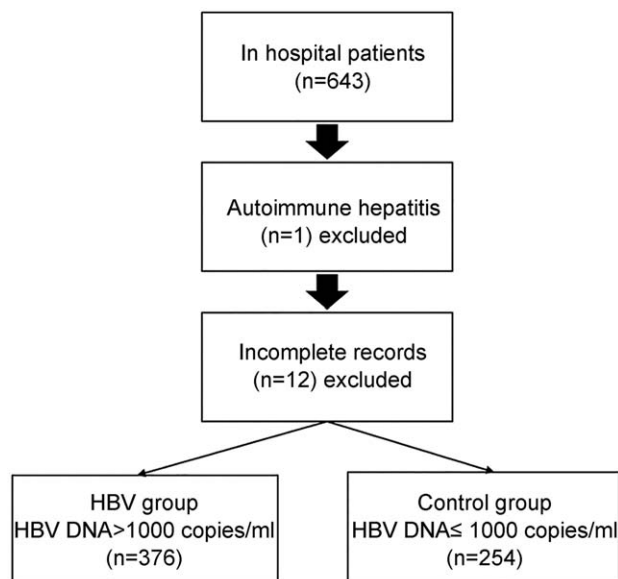 In hospital patients
(n=643)
Autoimmune hepatitis
(n=1) excluded
Incomplete records
(n=12) excluded
HBV group
HBV DNA>1000 copies/ml
(n=376)
Control group
HBV DNA≤ 1000 copies/ml
(n=254)